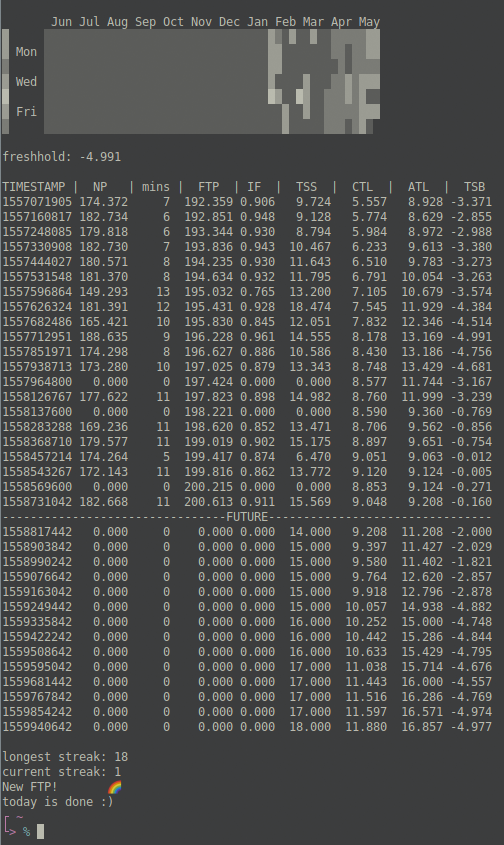 Jun Jul Aug Sep Oct Nov Dec Jan Feb Mar Apr May
Mon
Wed
Fri
freshhold: -4.991
TIMESTAMP | NP | mins | FTP | IF | TSS | CTL | ATL | TSB
1557071905 174.372 7 192.359 0.906 9.724 5.557 8.928 -3.371
1557160817 182.734 6 192.851 0.948 9.128 5.774 8.629 -2.855
1557248085 179.818 6 193.344 0.930 8.794 5.984 8.972 -2.988
1557330908 182.730 7 193.836 0.943 10.467 6.233 9.613 -3.380
1557444027 180.571 8 194.235 0.930 11.643 6.510 9.783 -3.273
1557531548 181.370 8 194.634 0.932 11.795 6.791 10.054 -3.263
1557596864 149.293 13 195.032 0.765 13.200 7.105 10.679 -3.574
1557626324 181.391 12 195.431 0.928 18.474 7.545 11.929 -4.384
1557682486 165.421 10 195.830 0.845 12.051 7.832 12.346 -4.514
1557712951 188.635 9 196.228 0.961 14.555 8.178 13.169 -4.991
1557851971 174.298 8 196.627 0.886 10.586 8.430 13.186 -4.756
1557938713 173.280 10 197.025 0.879 13.343 8.748 13.429 -4.681
1557964800 0.000 0 197.424 0.000 0.000 8.577 11.744 -3.167
1558126767 177.622 11 197.823 0.898 14.982 8.760 11.999 -3.239
1558137600 0.000 0 198.221 0.000 0.000 8.590 9.360 -0.769
1558283288 169.236 11 198.620 0.852 13.471 8.706 9.562 -0.856
1558368710 179.577 11 199.019 0.902 15.175 8.897 9.651 -0.754
1558457214 174.264 5 199.417 0.874 6.470 9.051 9.063 -0.012
1558543267 172.143 11 199.816 0.862 13.772 9.120 9.124 -0.005
1558569600 0.000 0 200.215 0.000 0.000 8.853 9.124 -0.271
1558731042 182.668 11 200.613 0.911 15.569 9.048 9.208 -0.160
--------------------------------FUTURE--------------------------------
1558817442 0.000 0 0.000 0.000 14.000 9.208 11.208 -2.000
1558903842 0.000 0 0.000 0.000 15.000 9.397 11.427 -2.029
1558990242 0.000 0 0.000 0.000 15.000 9.580 11.402 -1.821
1559076642 0.000 0 0.000 0.000 15.000 9.764 12.620 -2.857
1559163042 0.000 0 0.000 0.000 15.000 9.918 12.796 -2.878
1559249442 0.000 0 0.000 0.000 15.000 10.057 14.938 -4.882
1559335842 0.000 0 0.000 0.000 16.000 10.252 15.000 -4.748
1559422242 0.000 0 0.000 0.000 16.000 10.442 15.286 -4.844
1559508642 0.000 0 0.000 0.000 16.000 10.633 15.429 -4.795
1559595042 0.000 0 0.000 0.000 17.000 11.038 15.714 -4.676
1559681442 0.000 0 0.000 0.000 17.000 11.443 16.000 -4.557
1559767842 0.000 0 0.000 0.000 17.000 11.516 16.286 -4.769
1559854242 0.000 0 0.000 0.000 17.000 11.597 16.571 -4.974
1559940642 0.000 0 0.000 0.000 18.000 11.880 16.857 -4.977
longest streak: 18
current streak: 1
New FTP! 🌈
today is done :)
┌ ~
└> %